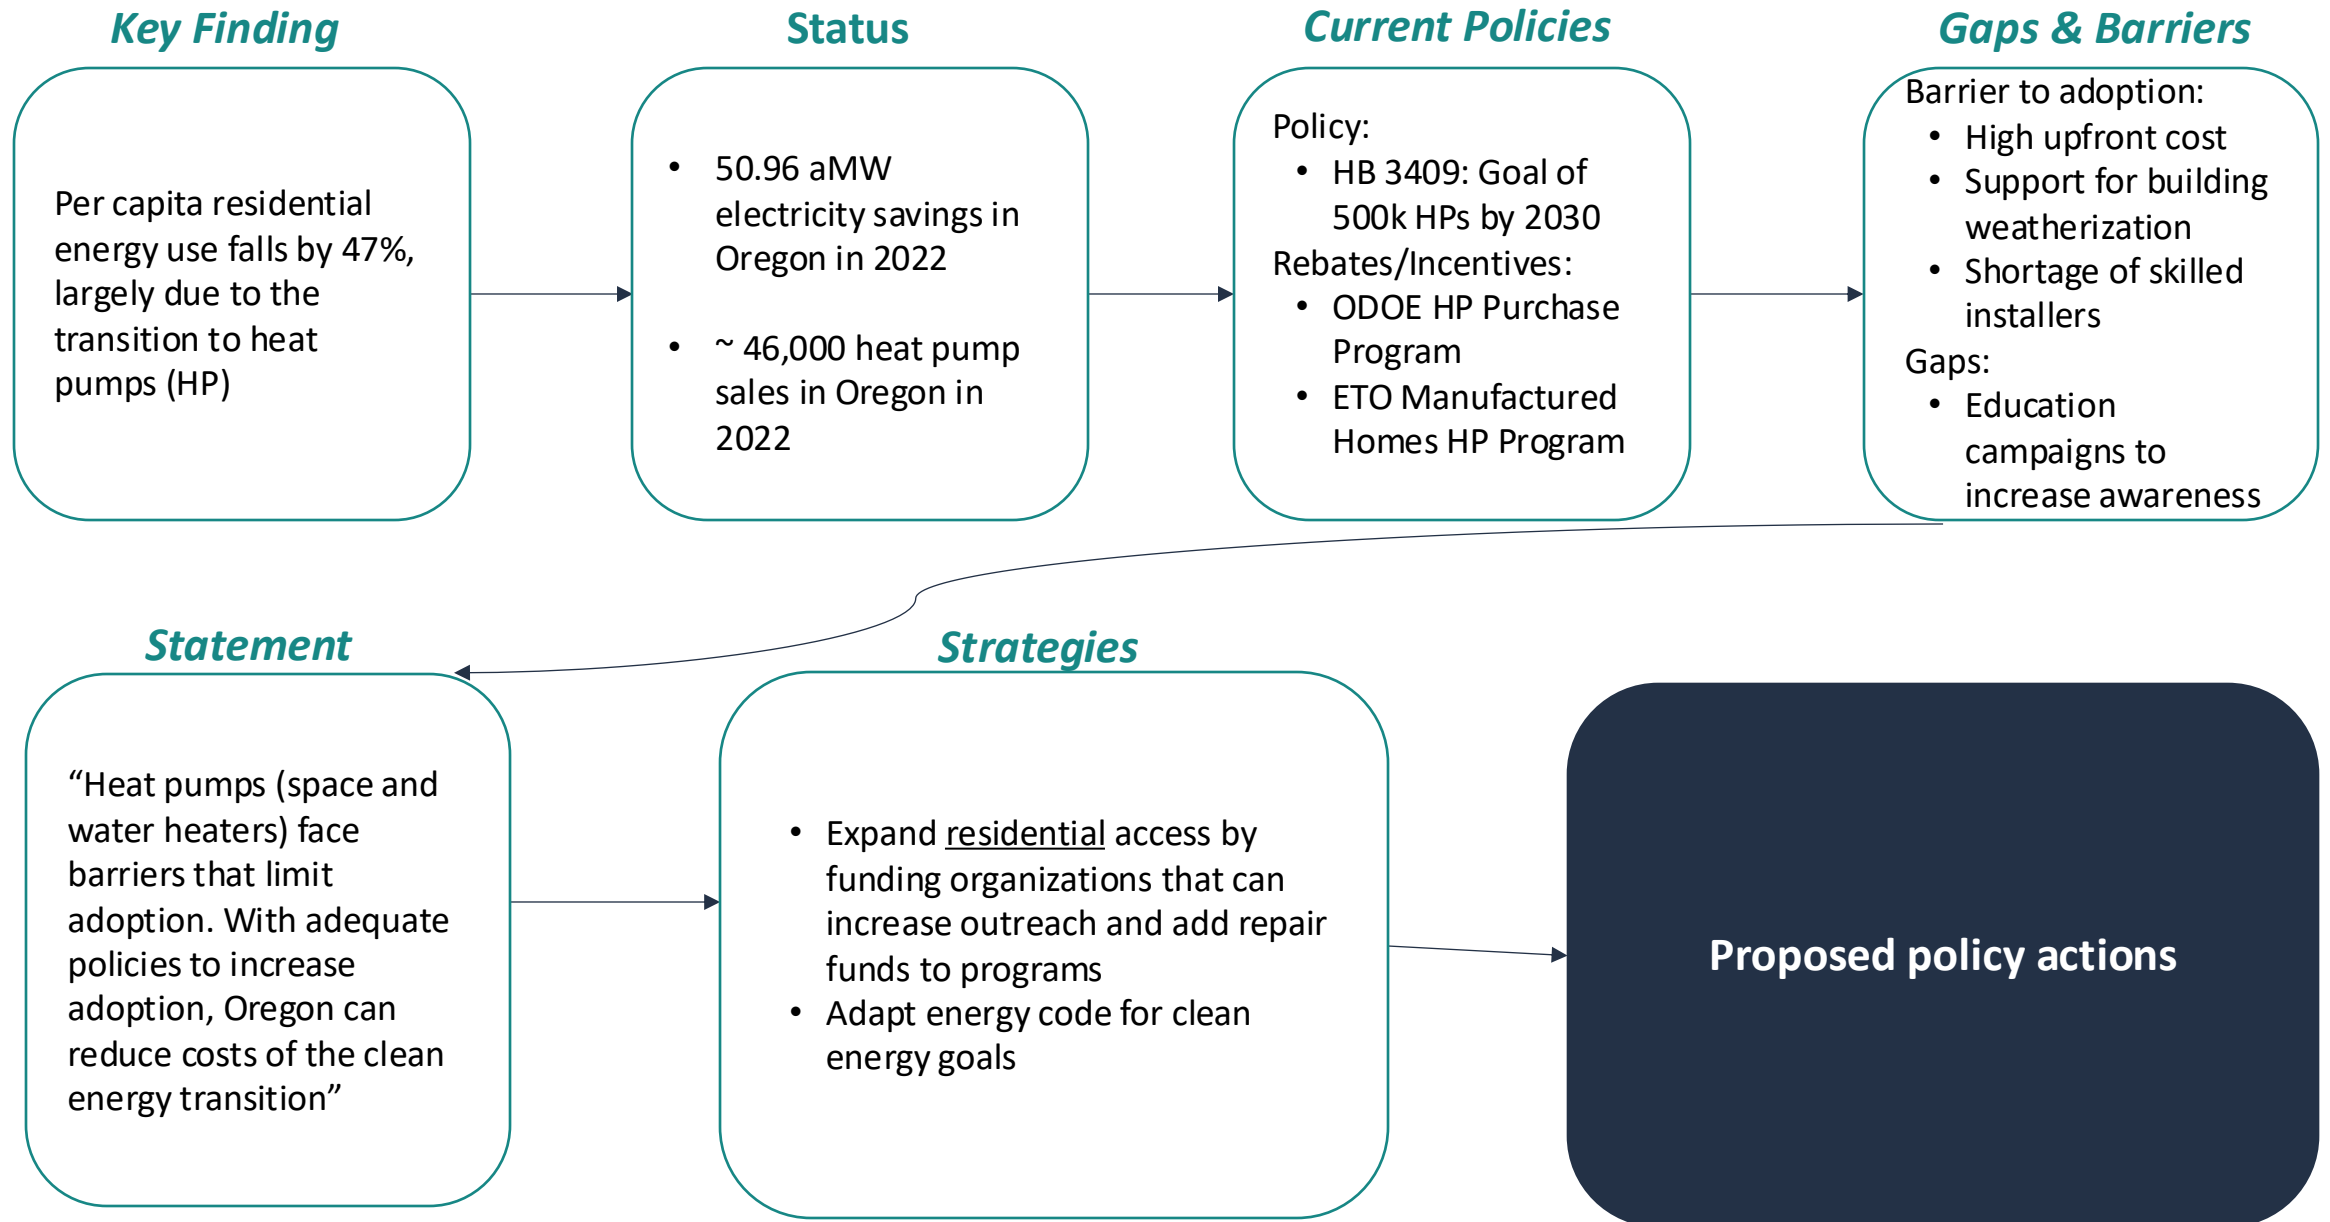 Key Finding
Per capita residential
energy use falls by 47%,
largely due to the
transition to heat
pumps (HP)
Status
• 50.96 aMW
electricity savings in
Oregon in 2022
• ~ 46,000 heat pump
sales in Oregon in
2022
Current Policies
Policy:
• HB 3409: Goal of
500k HPs by 2030
Rebates/Incentives:
• ODOE HP Purchase
Program
• ETO Manufactured
Homes HP Program
Gaps & Barriers
Barrier to adoption:
• High upfront cost
• Support for building
weatherization
• Shortage of skilled
installers
Gaps:
• Education
campaigns to
increase awareness
Statement
“Heat pumps (space and
water heaters) face
barriers that limit
adoption. With adequate
policies to increase
adoption, Oregon can
reduce costs of the clean
energy transition”
Strategies
• Expand residential access by
funding organizations that can
increase outreach and add repair
funds to programs
• Adapt energy code for clean
energy goals
Proposed policy actions